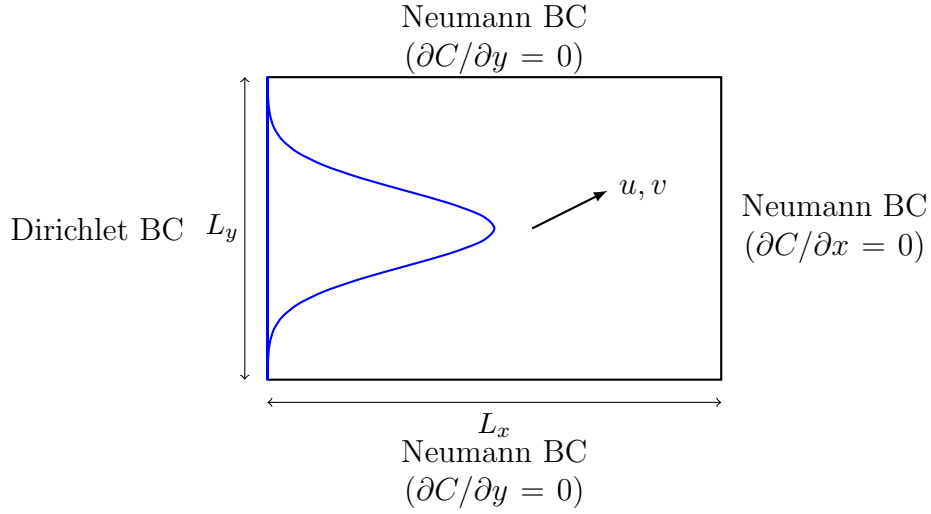 Neumann BC
(∂C/∂y = 0)
u, v
Dirichlet BC
L_y
Neumann BC
(∂C/∂x = 0)
L_x
Neumann BC
(∂C/∂y = 0)